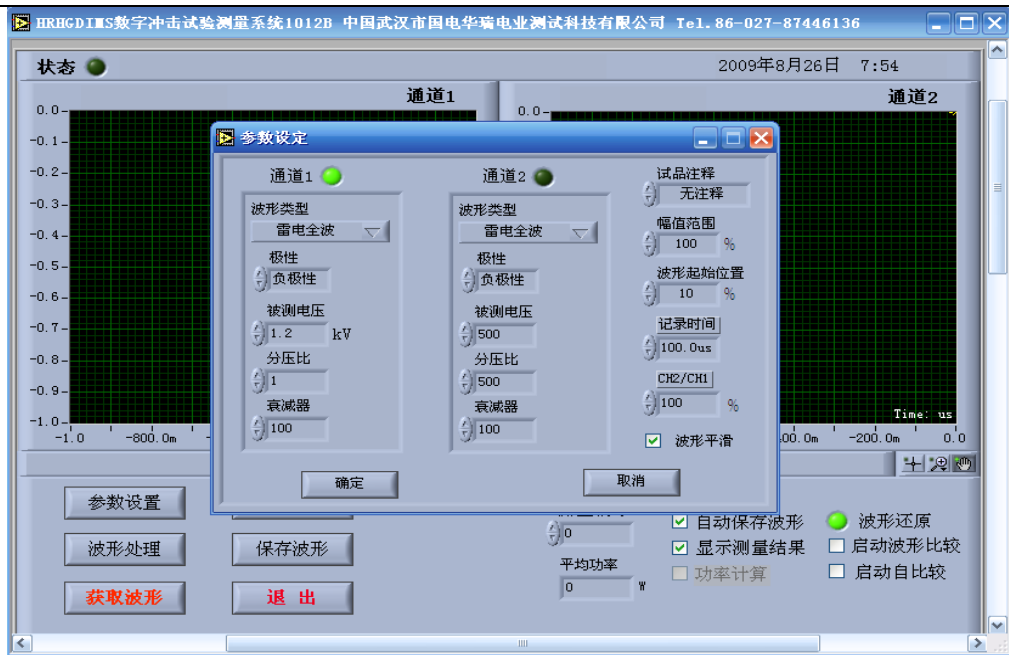 HRHGDIMS数字冲击试验测量系统1012B 中国武汉市国电华瑞电业测试科技有限公司 Tel.86-027-87446136
状态
2009年8月26日 7:54
通道1
通道2
0.0
-0.1
-0.2
-0.3
-0.4
-0.5
-0.6
-0.7
-0.8
-0.9
-1.0
-1.0
-800.0m
0.0
Time: us
00.0m
-200.0m
0.0
参数设定
通道1
波形类型
雷电全波
极性
负极性
被测电压
1.2 kV
分压比
1
衰减器
100
通道2
波形类型
雷电全波
极性
负极性
被测电压
500
分压比
500
衰减器
100
试品注释
无注释
幅值范围
100 %
波形起始位置
10 %
记录时间
100.0us
CH2/CH1
100 %
波形平滑
确定
取消
参数设置
波形处理
保存波形
获取波形
退 出
0
平均功率
0 W
自动保存波形
显示测量结果
功率计算
波形还原
启动波形比较
启动自比较